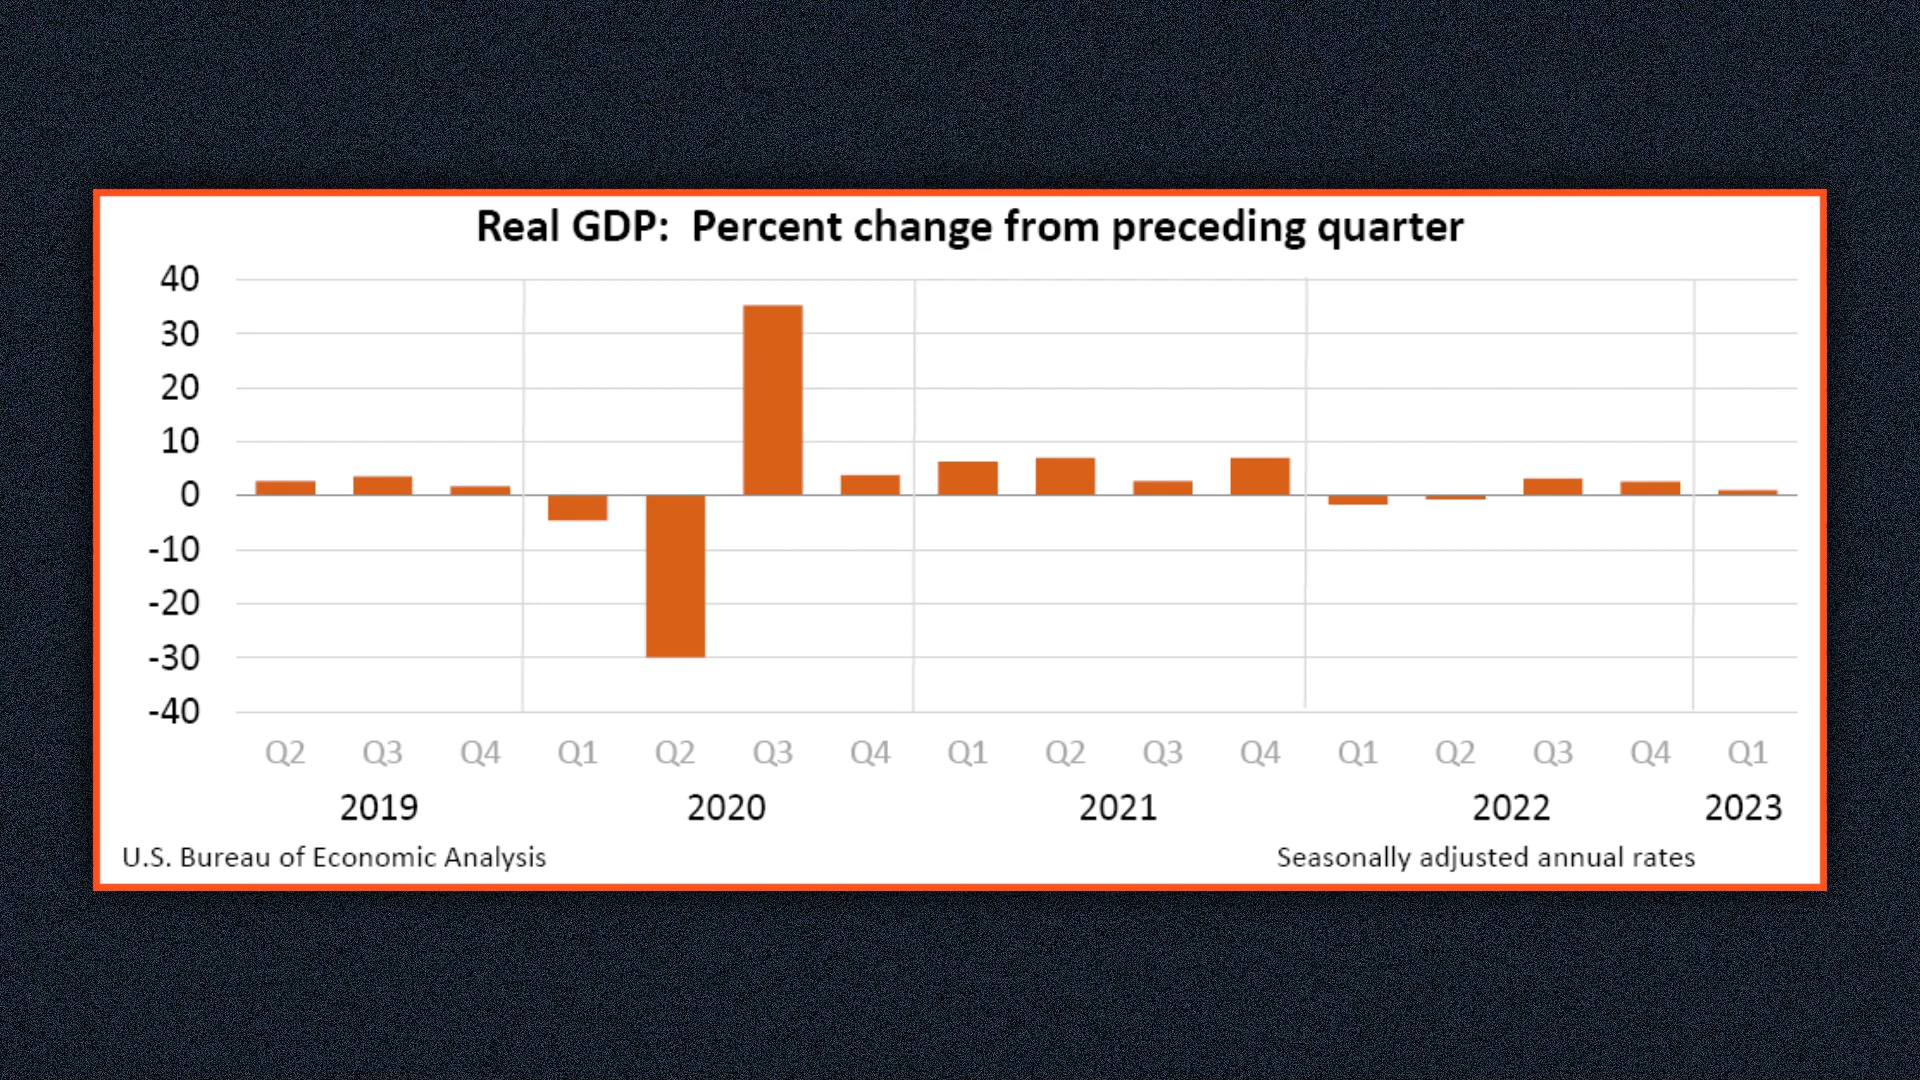 Real GDP:  Percent change from preceding quarter
40
30
20
10
0
-10
-20
-30
-40
Q2 Q3 Q4 Q1 Q2 Q3 Q4 Q1 Q2 Q3 Q4 Q1 Q2 Q3 Q4 Q1
2019 2020 2021 2022 2023
U.S. Bureau of Economic Analysis Seasonally adjusted annual rates